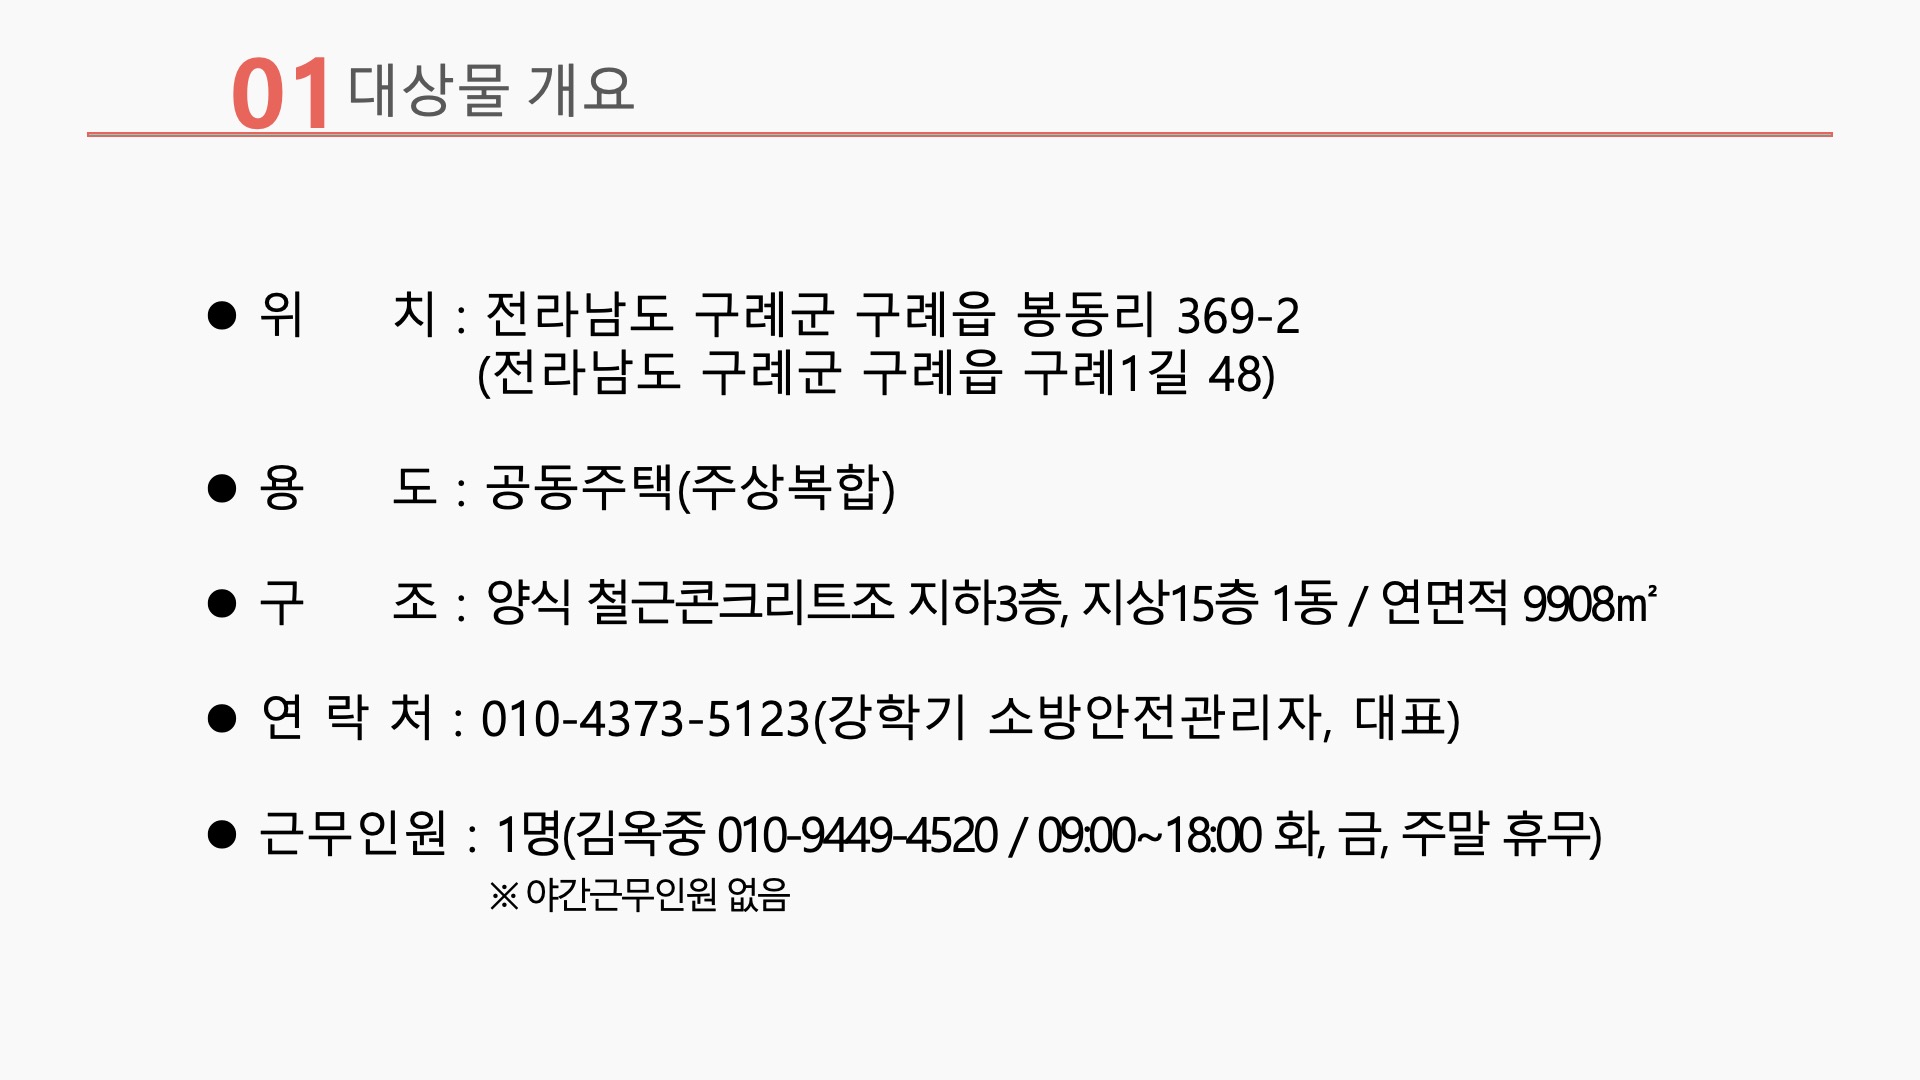 01 대상물 개요
● 위 치 : 전라남도 구례군 구례읍 봉동리 369-2
(전라남도 구례군 구례읍 구례1길 48)
● 용 도 : 공동주택(주상복합)
● 구 조 : 양식 철근콘크리트조 지하3층, 지상15층 1동 / 연면적 9908㎡
● 연 락 처 : 010-4373-5123(강학기 소방안전관리자, 대표)
● 근무인원 : 1명(김옥중 010-9449-4520 / 09:00~18:00 화, 금, 주말 휴무)
※ 야간근무인원 없음